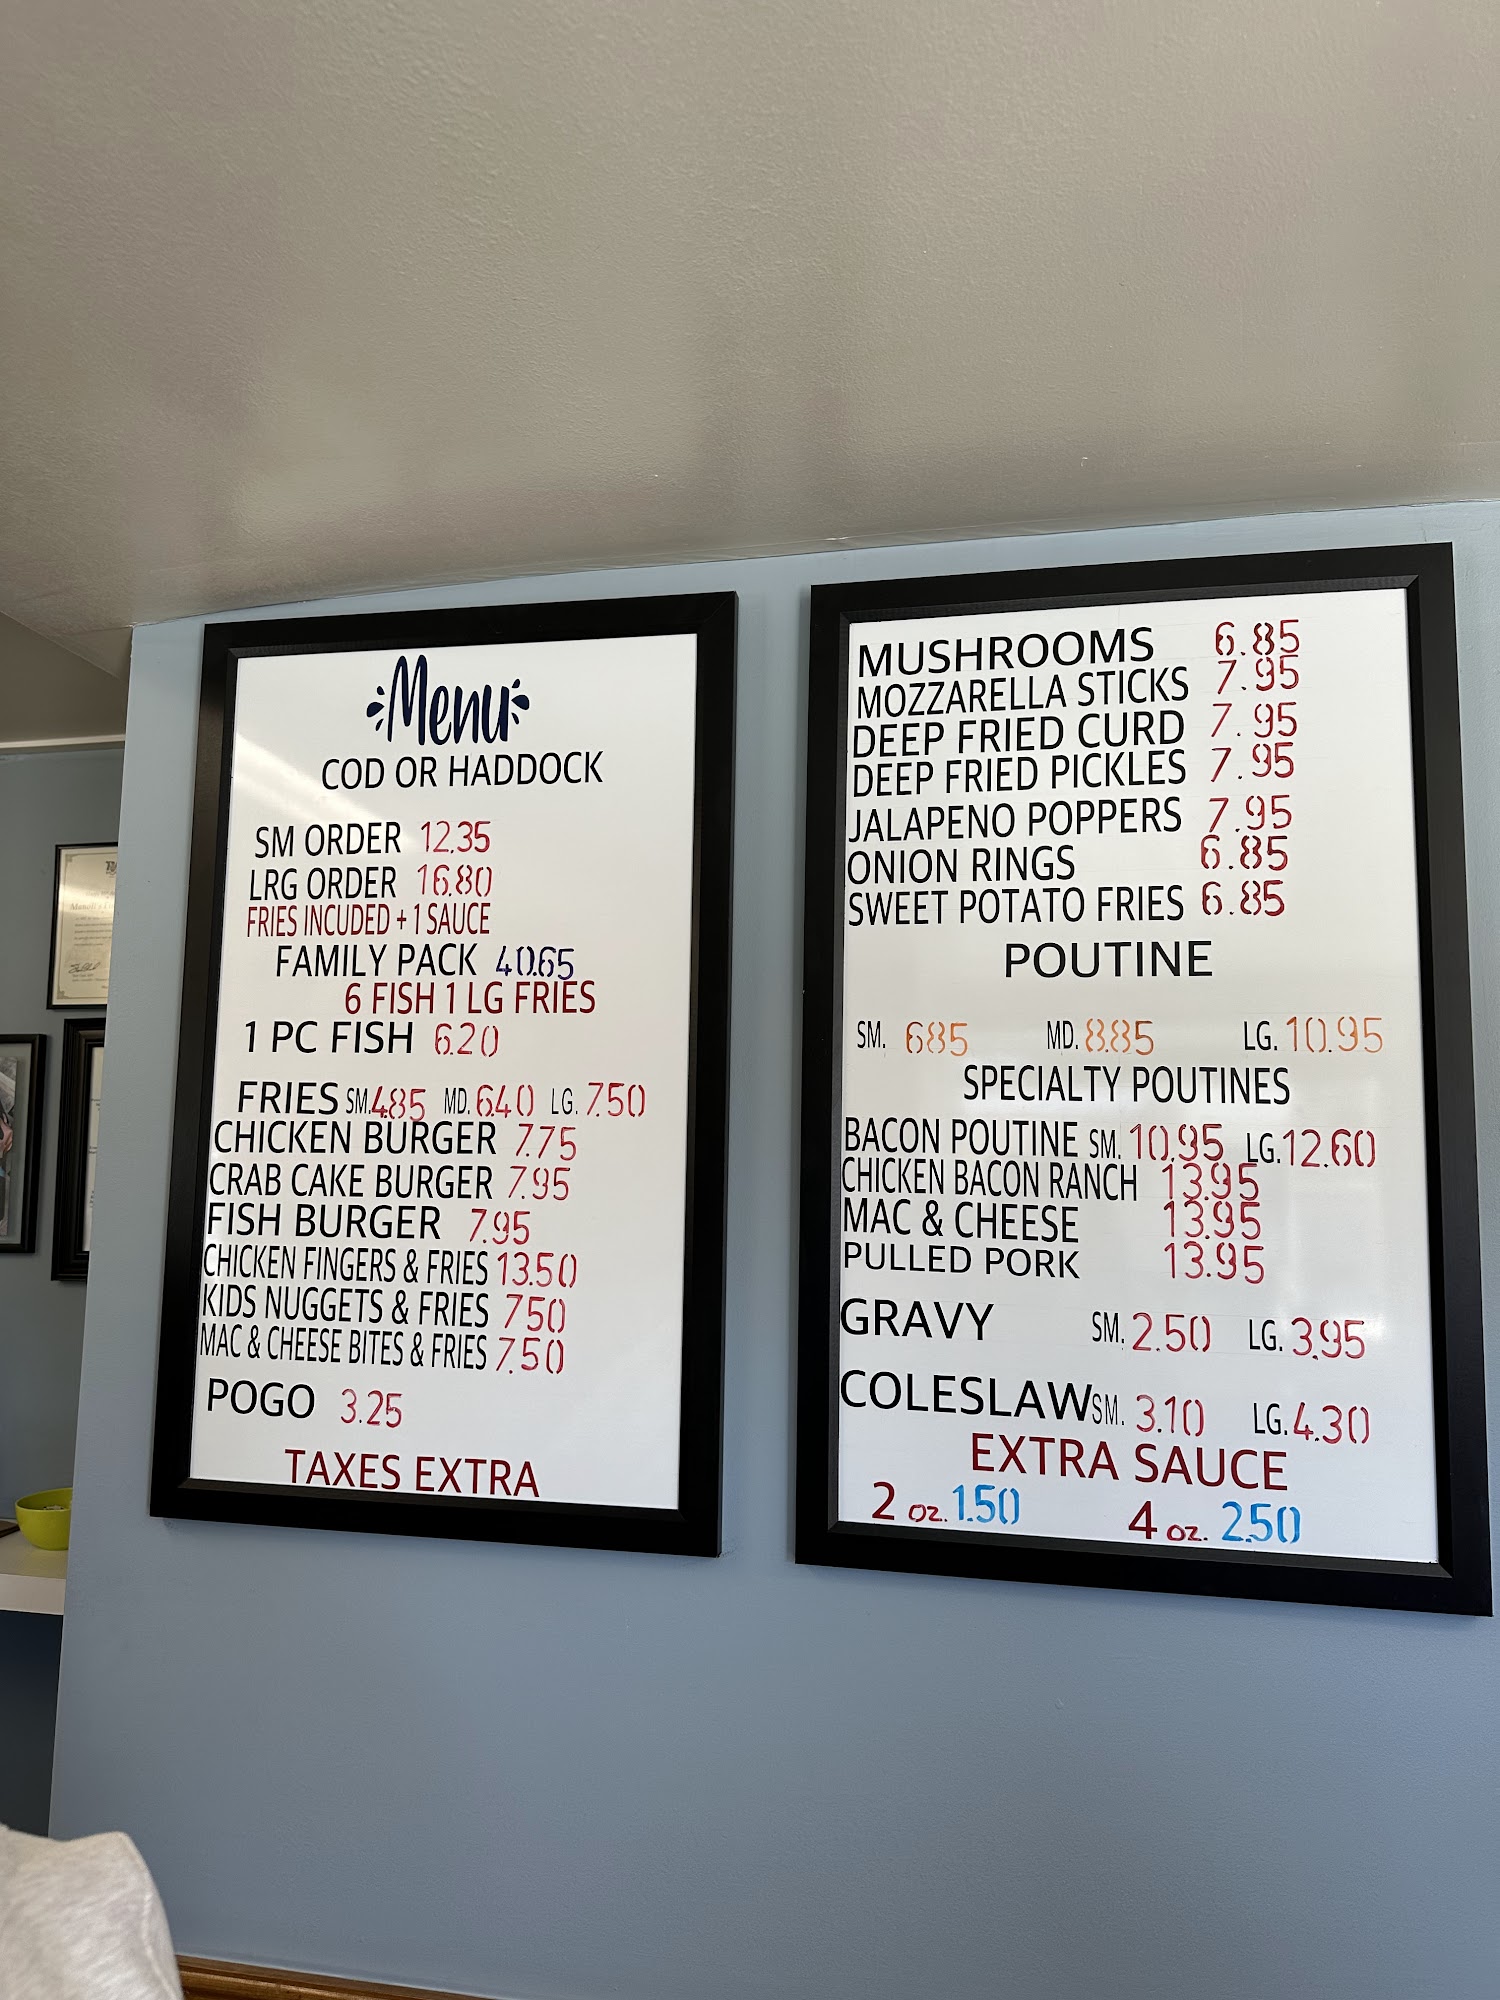 Menu
COD OR HADDOCK
SM ORDER 12.35
LRG ORDER 16.80
FRIES INCUDED + 1 SAUCE
FAMILY PACK 40.65
6 FISH 1 LG FRIES
1 PC FISH 6.20
FRIES SM. 4.85 MD. 6.40 LG. 7.50
CHICKEN BURGER 7.75
CRAB CAKE BURGER 7.95
FISH BURGER 7.95
CHICKEN FINGERS & FRIES 13.50
KIDS NUGGETS & FRIES 7.50
MAC & CHEESE BITES & FRIES 7.50
POGO 3.25
TAXES EXTRA
MUSHROOMS 6.85
MOZZARELLA STICKS 7.95
DEEP FRIED CURD 7.95
DEEP FRIED PICKLES 7.95
JALAPENO POPPERS 7.95
ONION RINGS 6.85
SWEET POTATO FRIES 6.85
POUTINE
SM. 6.85 MD. 8.85 LG. 10.95
SPECIALTY POUTINES
BACON POUTINE SM. 10.95 LG. 12.60
CHICKEN BACON RANCH 13.95
MAC & CHEESE 13.95
PULLED PORK 13.95
GRAVY SM. 2.50 LG. 3.95
COLESLAW SM. 3.10 LG. 4.30
EXTRA SAUCE
2 oz. 1.50 4 oz. 2.50